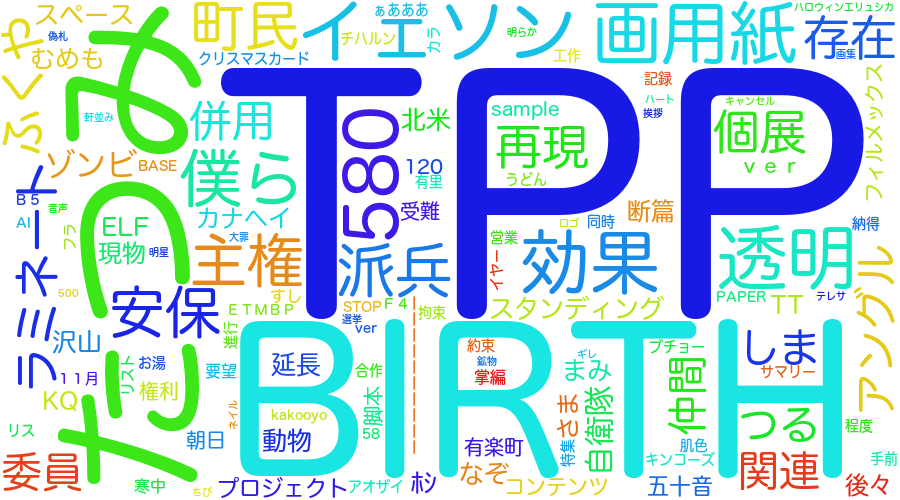 TPP
BIRTH
だつみ
イエソン
画用紙
町民
存在
スペース
むめも
ふくや
偽札
ぁああああ
チハルン
カラ
明らか
工作
ハロウィンエリュシカ
画集
クリスマスカード
軒並み
併用
ゾンビ
BASE
僕ら
580
北米
120
有里
受難
sample
再現
うどん
記録
ハート
挨拶
キャンセル
個展
ver
フィルメックス
断篇
ロゴ
同時
納得
B5
AI
音声
フラ
ELF
現物
明星
カナヘイ
大罪
主権
派兵
営業
イヤー
効果
透明
PAPER
TT
テレサ
ラミネート
500
安保
ETMBP
すし
STOP
F4
拘束
選挙
ver
スタンディング
アングル
沢山
お湯
リスト
進行
11月
権利
要望
延長
合作
約束
鉱物
ギレ
掌編
まみ
ブチョー
しま
サマリー
KQ
ネイル
kakooyo
脚本
58
仲間
つる
程度
リス
朝日
動物
有楽町
特集
さま
自衛隊
肌色
委員
寒中
ちび
プロジェクト
アオザイ
なぞ
コンテンツ
キンコーズ
五十音
関連
手前
後々